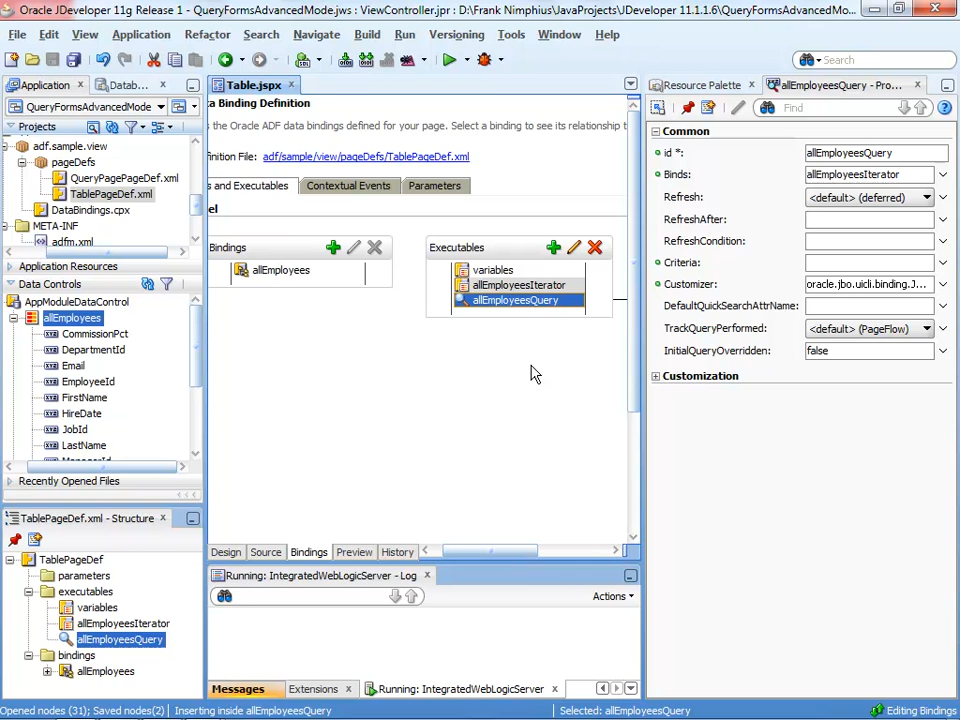 Oracle JDeveloper 11g Release 1 - QueryFormsAdvancedMode.jws : ViewController.jpr : D:\Frank Nimphius\JavaProjects\JDeveloper 11.1.1.6\QueryFormsAdvancedMo...
File Edit View Application Refactor Search Navigate Build Run Versioning Tools Window Help
Search
Application
Datab...
QueryFormsAdvancedMode
Projects
adf.sample.view
pageDefs
QueryPagePageDef.xml
TablePageDef.xml
DataBindings.cpx
META-INF
adfm.xml
Application Resources
Data Controls
AppModuleDataControl
allEmployees
CommissionPct
DepartmentId
Email
EmployeeId
FirstName
HireDate
JobId
LastName
Recently Opened Files
TablePageDef.xml - Structure
TablePageDef
parameters
executables
variables
allEmployeesIterator
allEmployeesQuery
bindings
allEmployees
Table.jspx
ta Binding Definition
s the Oracle ADF data bindings defined for your page. Select a binding to see its relationship t
finition File: adf/sample/view/pageDefs/TablePageDef.xml
s and Executables Contextual Events Parameters
el
Bindings
allEmployees
Executables
variables
allEmployeesIterator
allEmployeesQuery
Design Source Bindings Preview History
Running: IntegratedWebLogicServer - Log
Actions
Messages Extensions Running: IntegratedWebLogicServer
Resource Palette
allEmployeesQuery - Pro...
Find
Common
id *: allEmployeesQuery
Binds: allEmployeesIterator
Refresh: <default> (deferred)
RefreshAfter:
RefreshCondition:
Criteria:
Customizer: oracle.jbo.uicli.binding.J...
DefaultQuickSearchAttrName:
TrackQueryPerformed: <default> (PageFlow)
InitialQueryOverridden: false
Customization
Opened nodes (31); Saved nodes(2) Inserting inside allEmployeesQuery Selected: allEmployeesQuery Editing Bindings